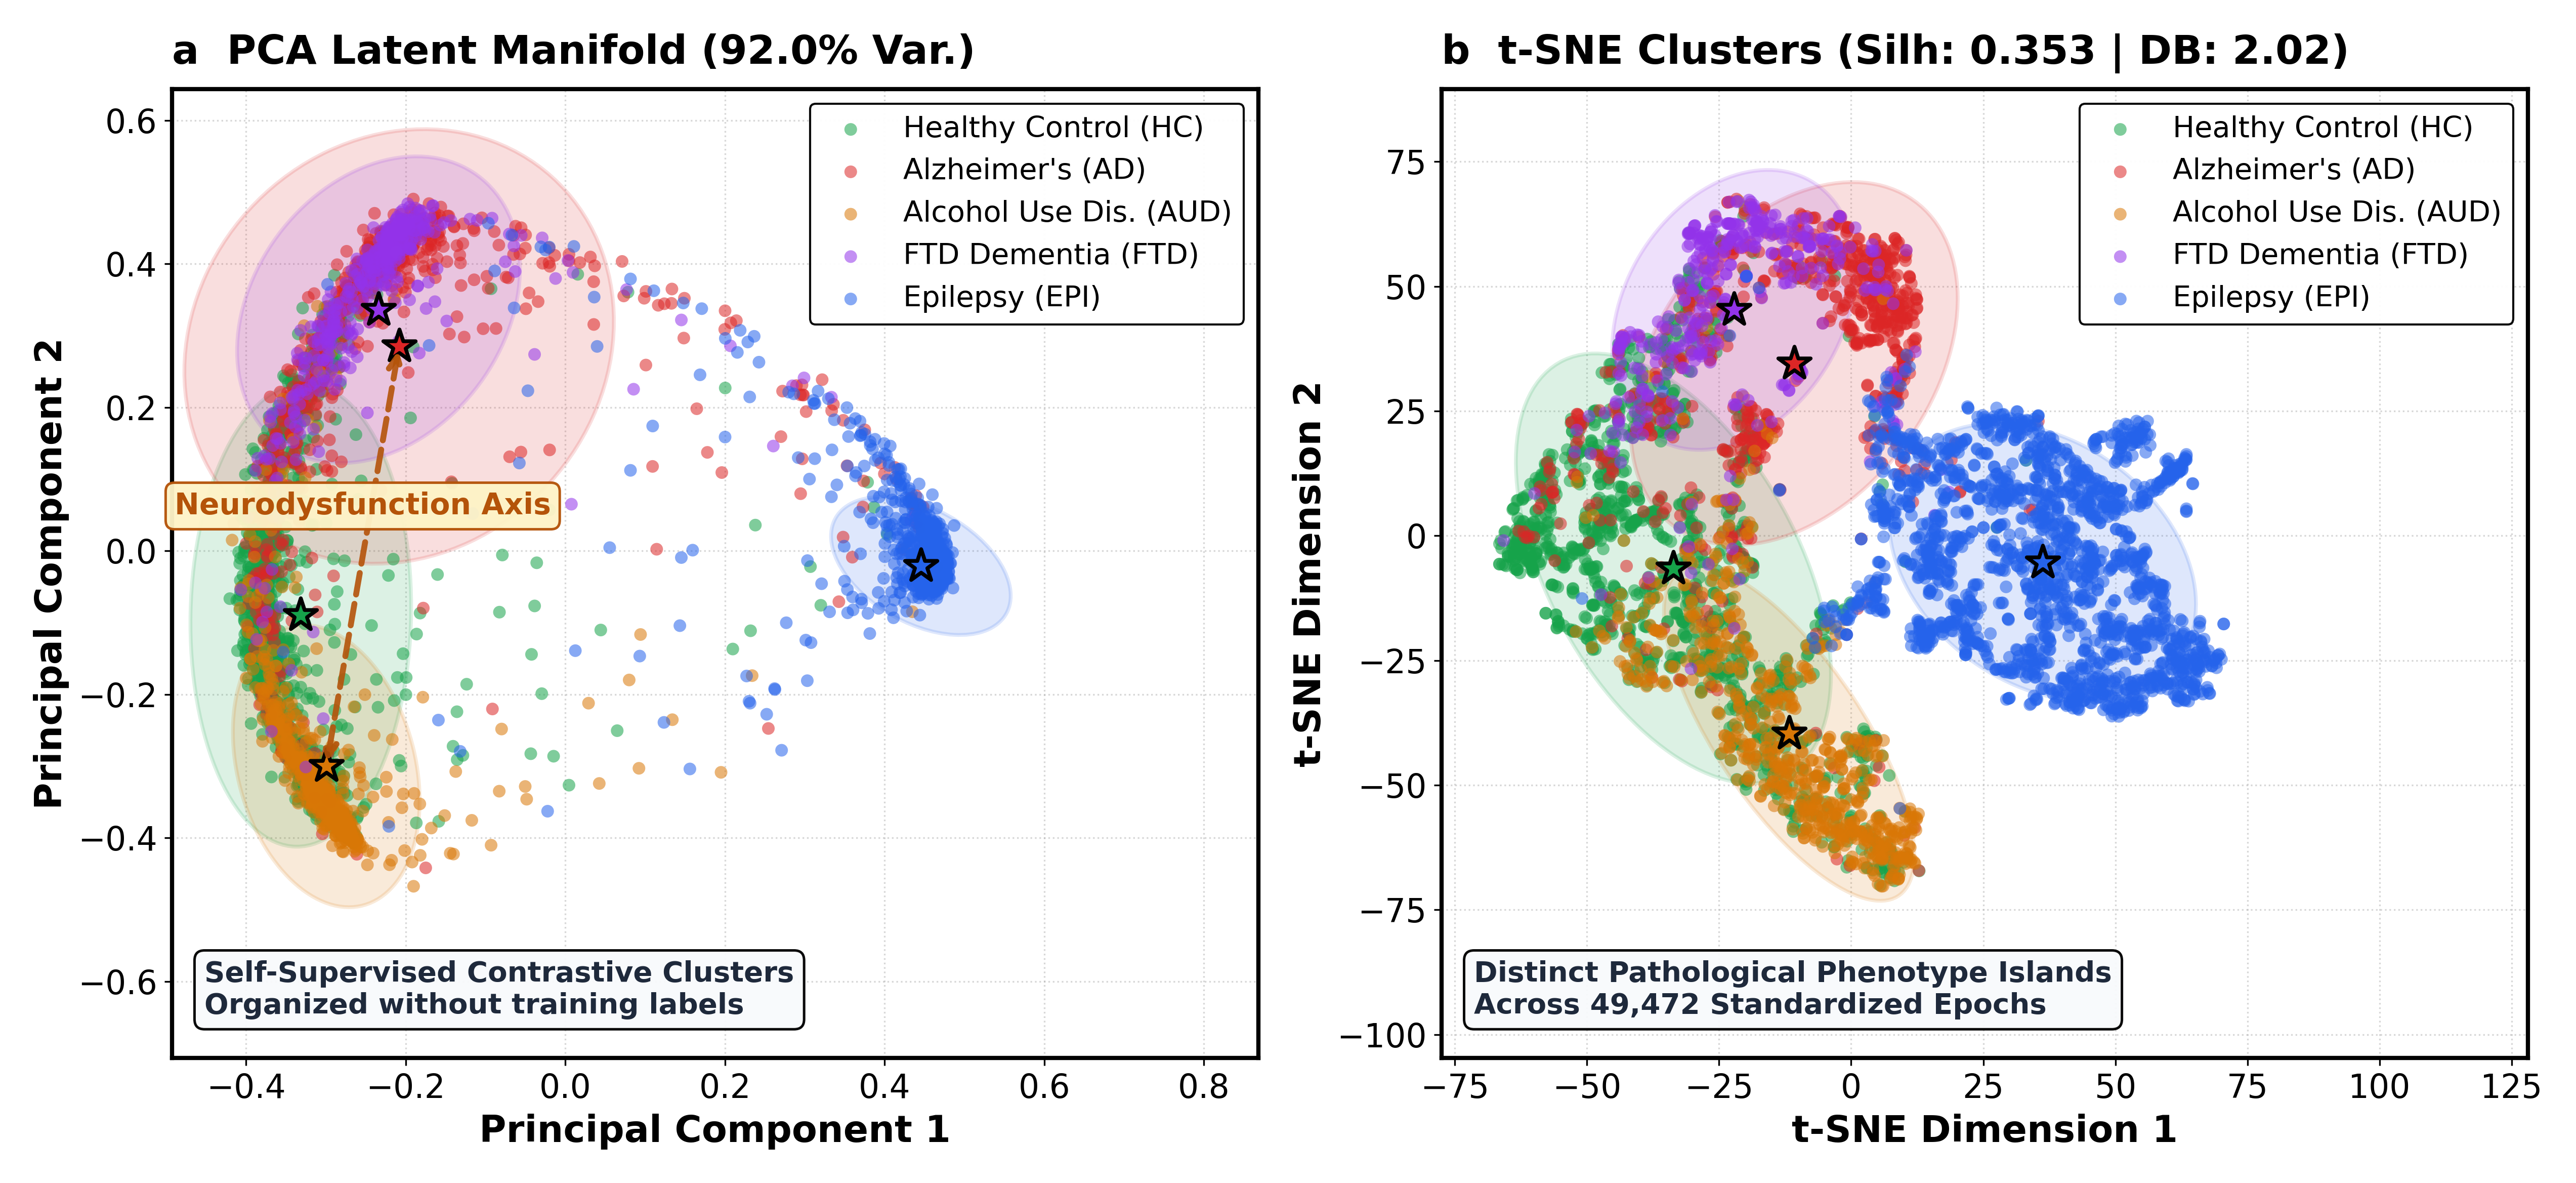 a PCA Latent Manifold (92.0% Var.)
Healthy Control (HC)
Alzheimer's (AD)
Alcohol Use Dis. (AUD)
FTD Dementia (FTD)
Epilepsy (EPI)
0.6
0.4
0.2
0.0
−0.2
−0.4
−0.6
Principal Component 2
Neurodysfunction Axis
Self-Supervised Contrastive Clusters
Organized without training labels
−0.4
−0.2
0.0
0.2
0.4
0.6
0.8
Principal Component 1
b t-SNE Clusters (Silh: 0.353 | DB: 2.02)
Healthy Control (HC)
Alzheimer's (AD)
Alcohol Use Dis. (AUD)
FTD Dementia (FTD)
Epilepsy (EPI)
75
50
25
0
−25
−50
−75
−100
t-SNE Dimension 2
Distinct Pathological Phenotype Islands
Across 49,472 Standardized Epochs
−75
−50
−25
0
25
50
75
100
125
t-SNE Dimension 1